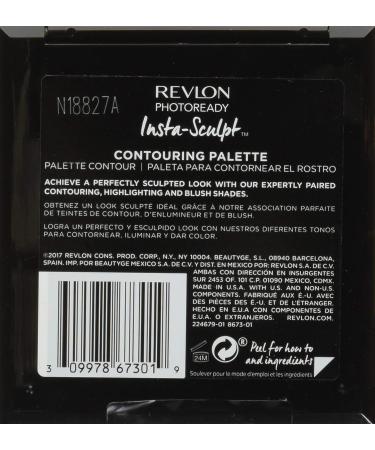 N18827A
REVLON
PHOTOREADY
Insta-Sculpt™
CONTOURING PALETTE
PALETTE CONTOUR | PALETA PARA CONTORNEAR EL ROSTRO
ACHIEVE A PERFECTLY SCULPTED LOOK WITH OUR EXPERTLY PAIRED
CONTOURING, HIGHLIGHTING AND BLUSH SHADES.
OBTENEZ UN LOOK SCULPTÉ IDÉAL GRÂCE À NOTRE ASSOCIATION PARFAITE
DE TEINTES DE CONTOUR, D'ENLUMINEUR ET DE BLUSH.
LOGRA UN PERFECTO Y ESCULPIDO LOOK CON NUESTROS DIFERENTES TONOS
PARA CONTORNEAR, ILUMINAR Y DAR COLOR.
©2017 REVLON CONS. PROD. CORP., N.Y., NY 10004. BEAUTYGE, S.L., 08940 BARCELONA,
SPAIN. IMP. POR BEAUTYGE MEXICO S.A. DE C.V. Y DIST. EN MEXICO POR REVLON S.A. DE C.V.
AMBAS CON DIRECCIÓN EN INSURGENTES
SUR 2453 OF. 101 C.P. 01090 MEXICO, CDMX
MADE IN U.S.A. WITH U.S. AND NON-U.S.
COMPONENTS. FABRIQUÉ AUX É.-U. AVEC
DES PIÈCES DES É.-U. ET DE L'ÉTRANGER.
HECHO EN E.U.A CON COMPONENTES DE
E.U.A. O EXTRANJEROS. REVLON.COM
224679-01 8673-01
24M
Peel for how to
and ingredients
Soulever pour le mode d'emploi et les ingrédients
3 09978 67301 9